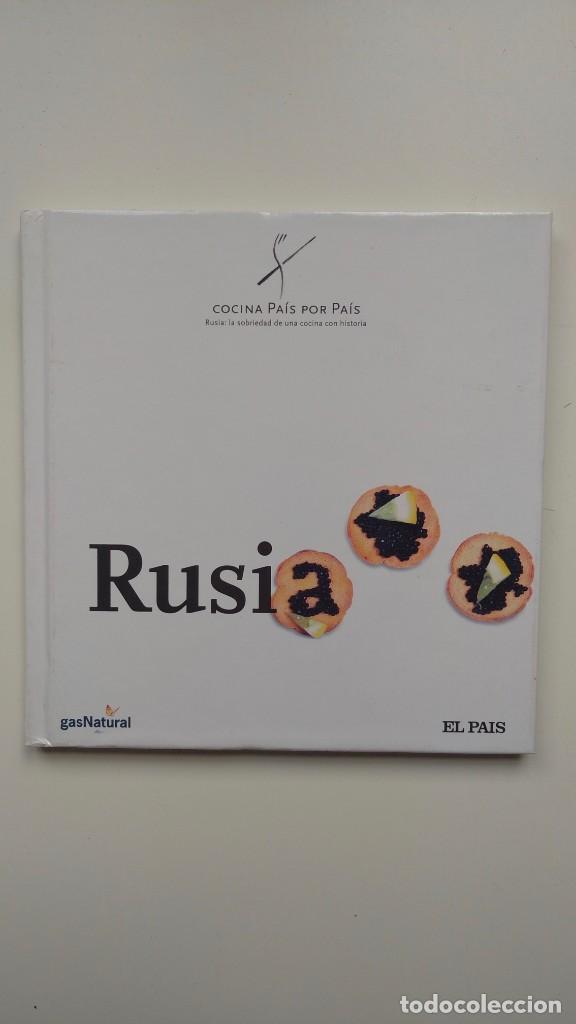 COCINA PAÍS POR PAÍS
Rusia: la sobriedad de una cocina con historia
Rusia
gasNatural
EL PAIS
todocoleccion